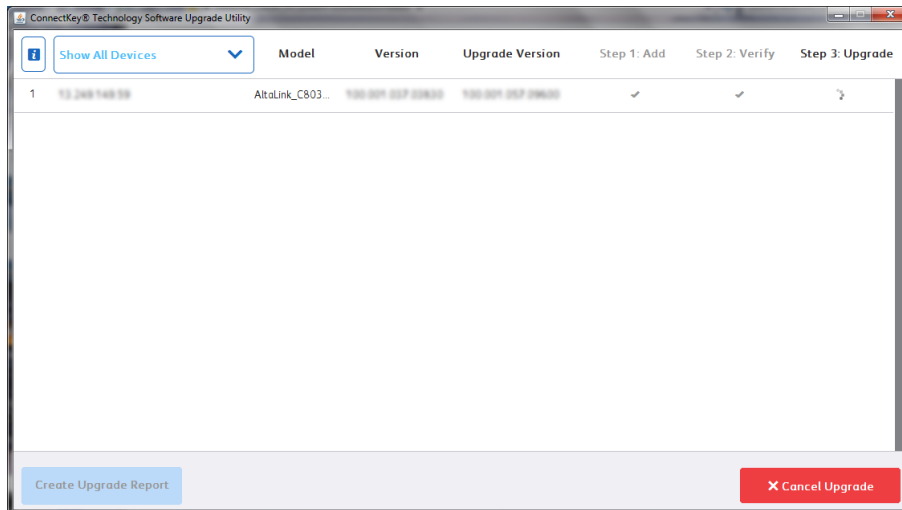 ConnectKey® Technology Software Upgrade Utility
Show All Devices Model Version Upgrade Version Step 1: Add Step 2: Verify Step 3: Upgrade
1 AltaLink_C803...
Create Upgrade Report Cancel Upgrade